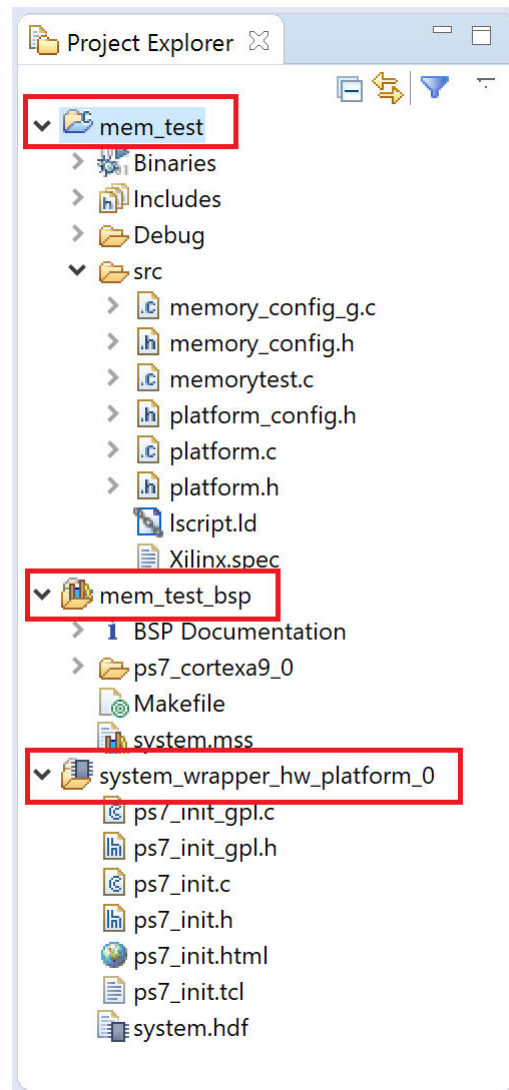 Project Explorer
mem_test
Binaries
Includes
Debug
src
memory_config_g.c
memory_config.h
memorytest.c
platform_config.h
platform.c
platform.h
lscript.ld
Xilinx.spec
mem_test_bsp
BSP Documentation
ps7_cortexa9_0
Makefile
system.mss
system_wrapper_hw_platform_0
ps7_init_gpl.c
ps7_init_gpl.h
ps7_init.c
ps7_init.h
ps7_init.html
ps7_init.tcl
system.hdf